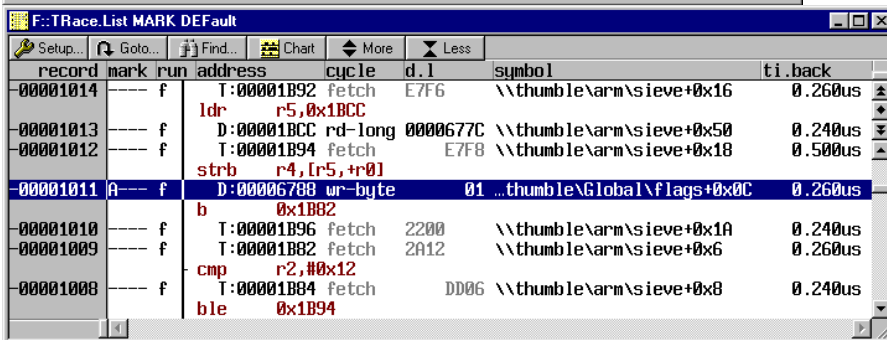 F::TRace.List MARK DEFault
Setup... Goto... Find... Chart More Less
record mark run address cycle d.l symbol ti.back
-00001014 ---- f T:00001B92 fetch E7F6 \\thumble\arm\sieve+0x16 0.260us
ldr r5,0x1BCC
-00001013 ---- f D:00001BCC rd-long 0000677C \\thumble\arm\sieve+0x50 0.240us
-00001012 ---- f T:00001B94 fetch E7F8 \\thumble\arm\sieve+0x18 0.500us
strb r4,[r5,+r0]
-00001011 A--- f D:00006788 wr-byte 01 ...thumble\Global\flags+0x0C 0.260us
b 0x1B82
-00001010 ---- f T:00001B96 fetch 2200 \\thumble\arm\sieve+0x1A 0.240us
-00001009 ---- f T:00001B82 fetch 2A12 \\thumble\arm\sieve+0x6 0.260us
cmp r2,#0x12
-00001008 ---- f T:00001B84 fetch DD06 \\thumble\arm\sieve+0x8 0.240us
ble 0x1B94